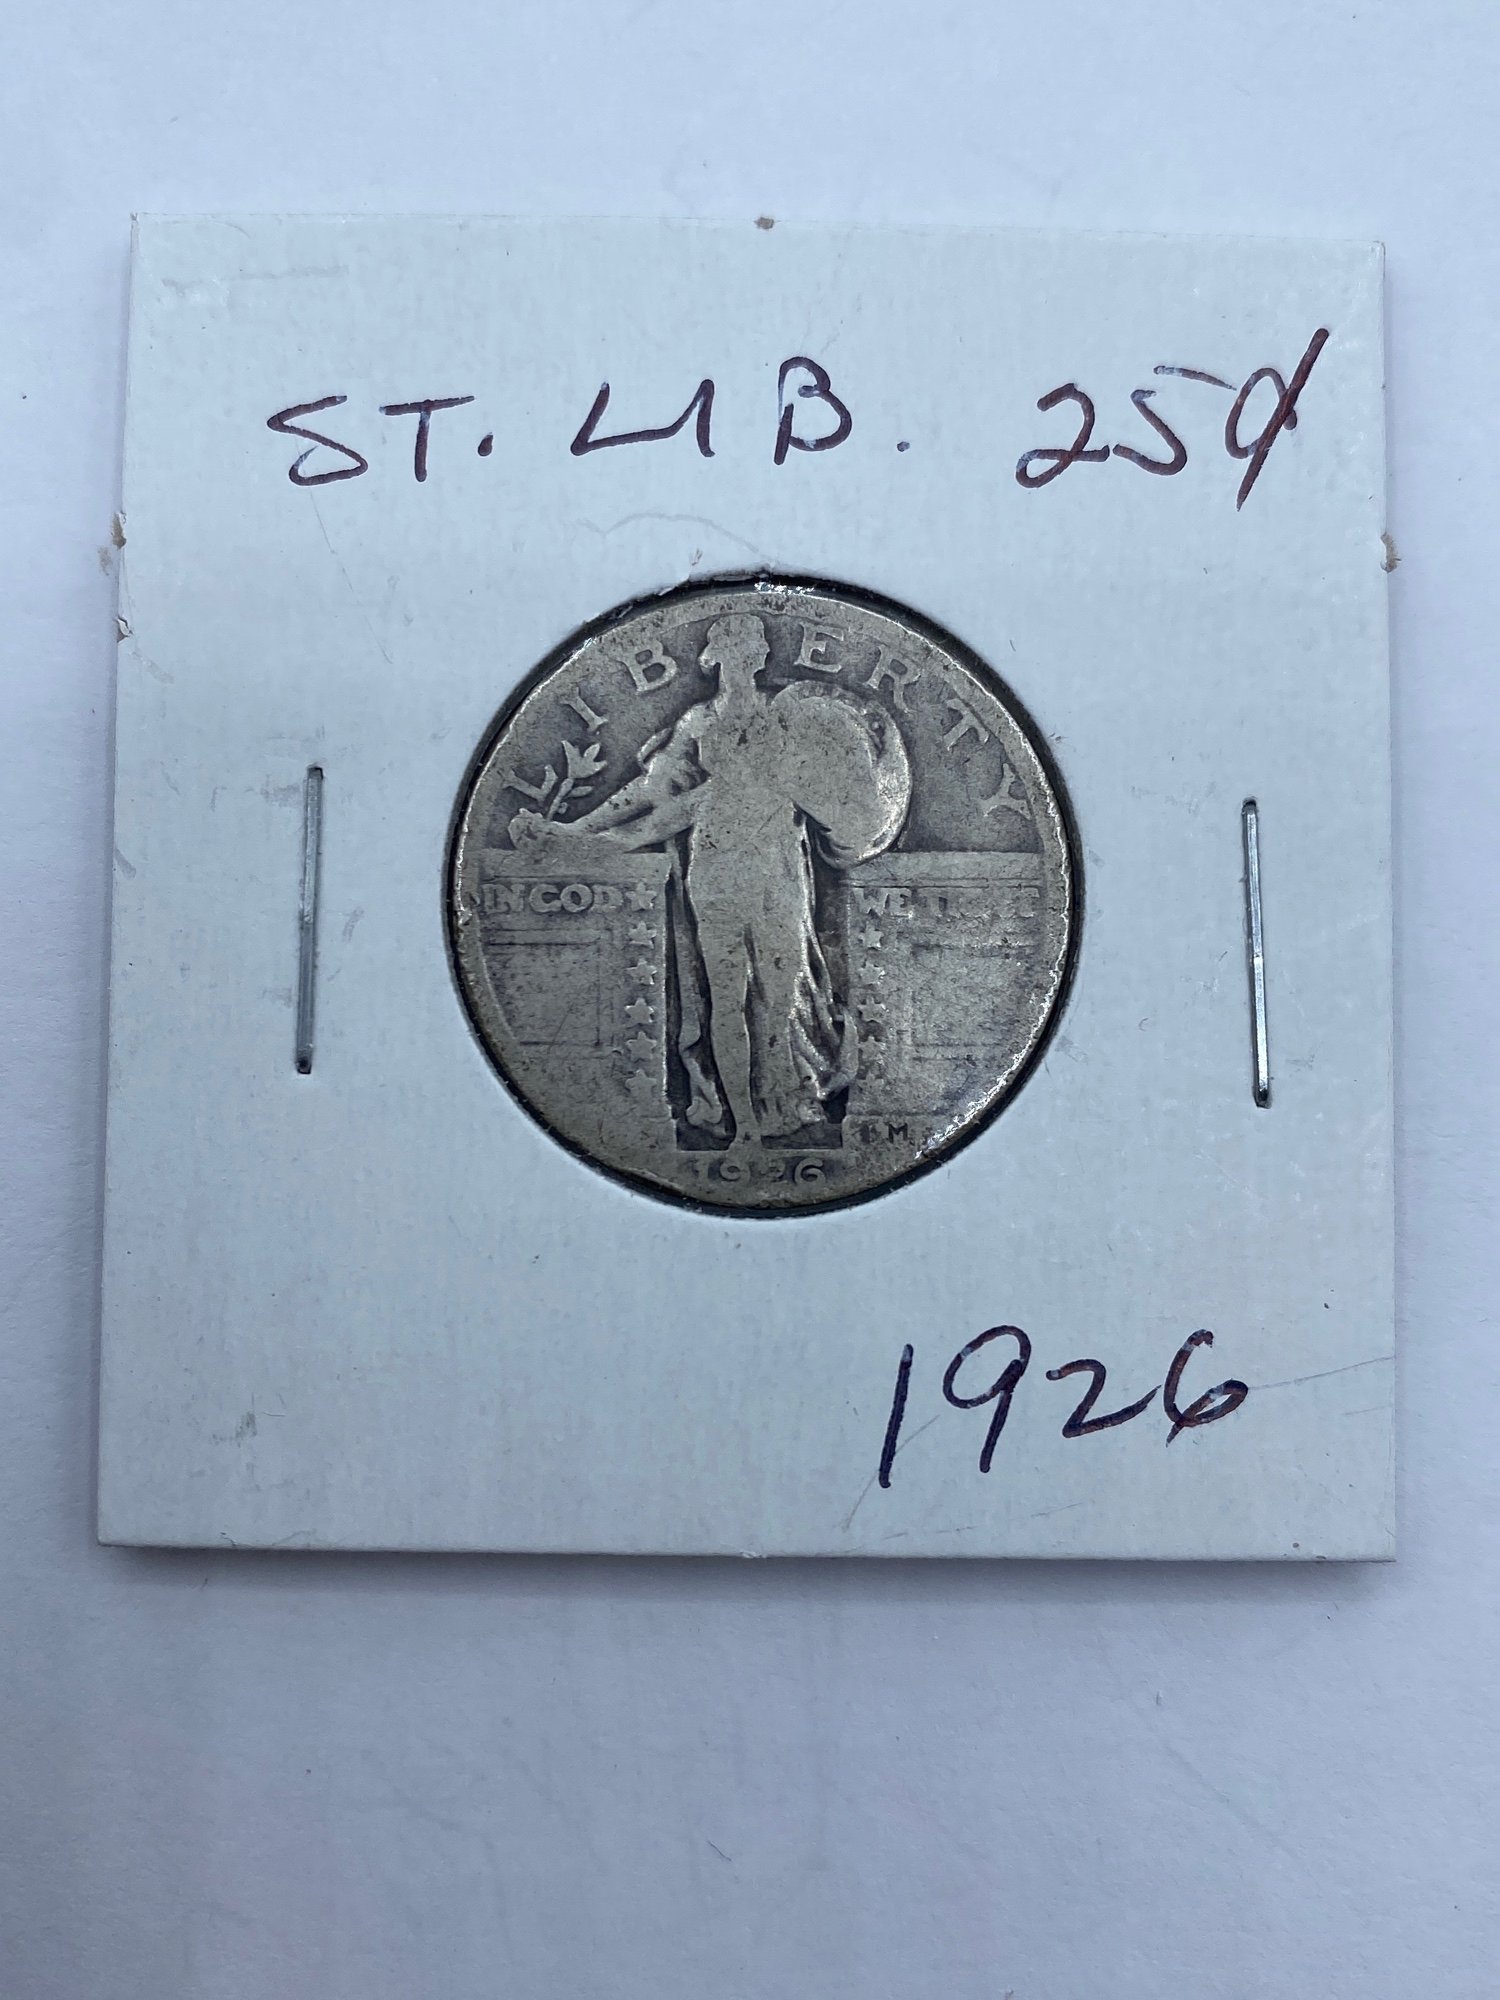 ST. LIB. 25¢
LIBERTY
IN GOD WE TRUST
M
1926
1926